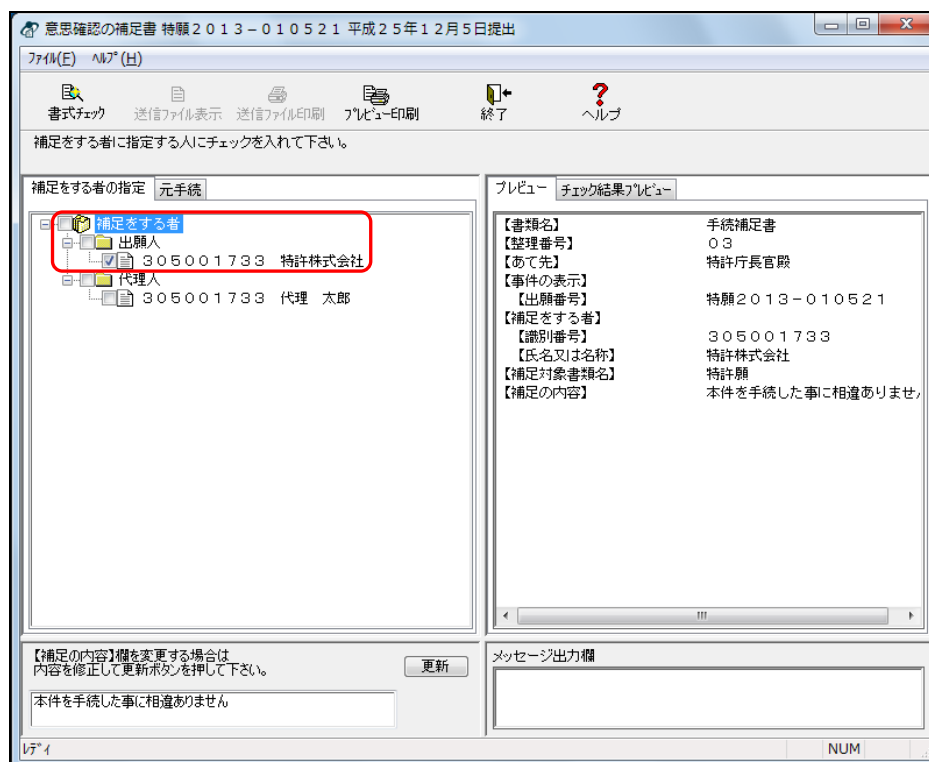 意思確認の補足書 特願２０１３－０１０５２１ 平成２５年１２月５日提出
ﾌｧｲﾙ(F) ﾍﾙﾌﾟ(H)
書式ﾁｪｯｸ 送信ﾌｧｲﾙ表示 送信ﾌｧｲﾙ印刷 ﾌﾟﾚﾋﾞｭｰ印刷 終了 ヘルプ
補足をする者に指定する人にチェックを入れて下さい。
補足をする者の指定 元手続
補足をする者
出願人
３０５００１７３３ 特許株式会社
代理人
３０５００１７３３ 代理 太郎
プレビュー ﾁｪｯｸ結果ﾌﾟﾚﾋﾞｭｰ
【書類名】 手続補足書
【整理番号】 ０３
【あて先】 特許庁長官殿
【事件の表示】
【出願番号】 特願２０１３－０１０５２１
【補足をする者】
【識別番号】 ３０５００１７３３
【氏名又は名称】 特許株式会社
【補足対象書類名】 特許願
【補足の内容】 本件を手続した事に相違ありませ
【補足の内容】欄を変更する場合は
内容を修正して更新ボタンを押して下さい。
更新
本件を手続した事に相違ありません
メッセージ出力欄
ﾚﾃﾞｨ NUM